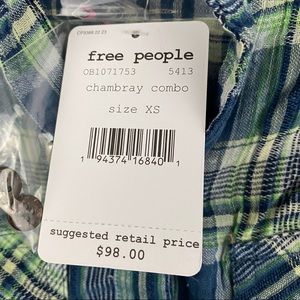 free people
OB1071753 5413
chambray combo
size XS
1 94374 16840 1
suggested retail price
$98.00